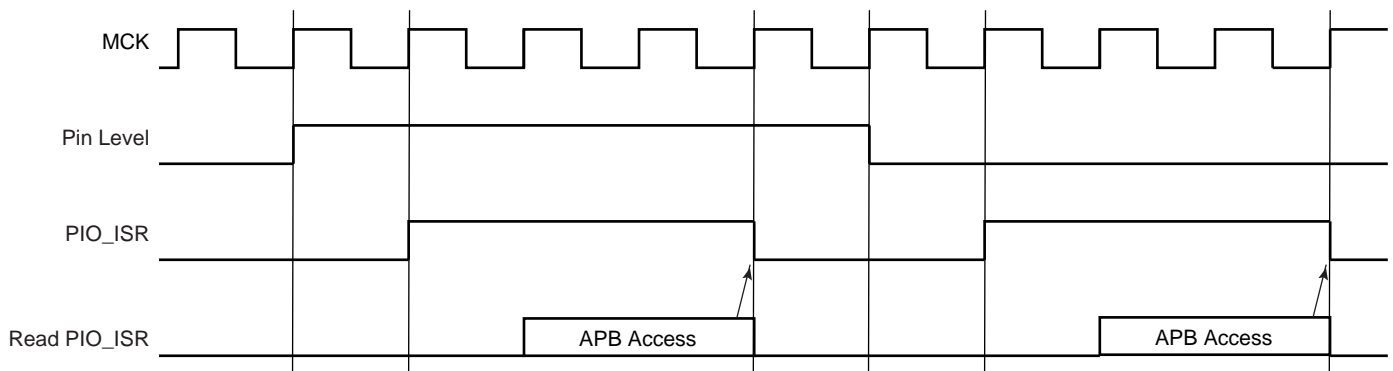 MCK
Pin Level
PIO_ISR
Read PIO_ISR
APB Access
APB Access